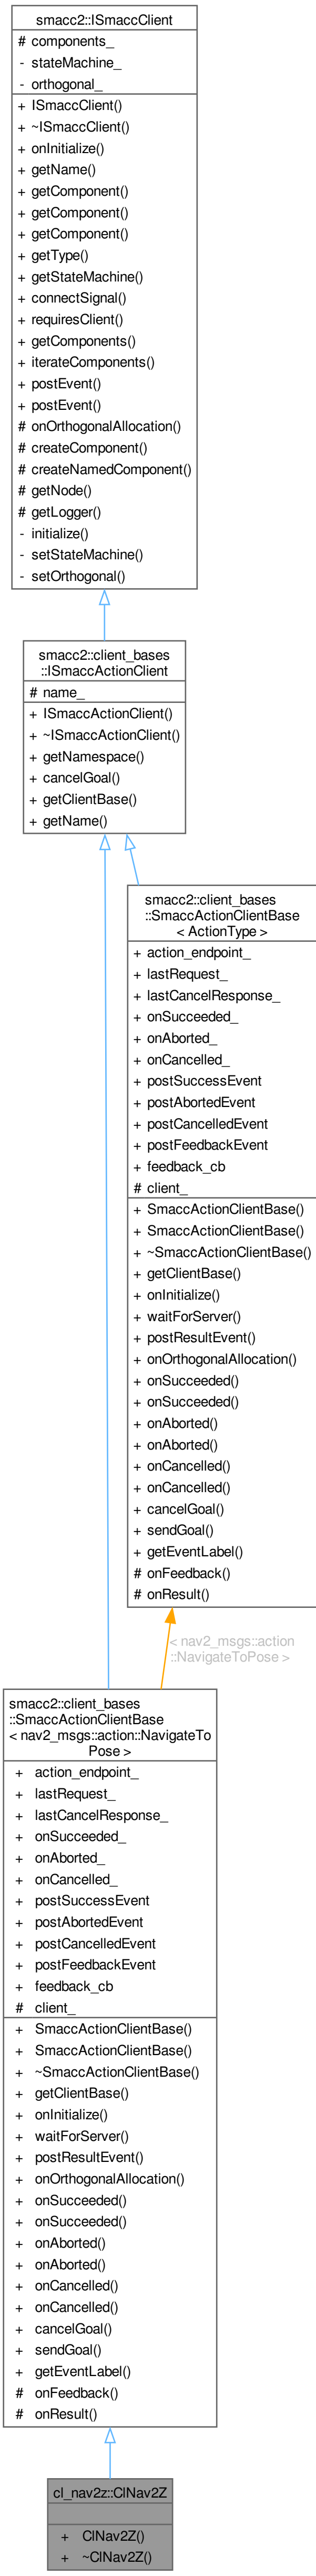 smacc2::ISmaccClient
# components_
- stateMachine_
- orthogonal_
+ ISmaccClient()
+ ~ISmaccClient()
+ onInitialize()
+ getName()
+ getComponent()
+ getComponent()
+ getComponent()
+ getType()
+ getStateMachine()
+ connectSignal()
+ requiresClient()
+ getComponents()
+ iterateComponents()
+ postEvent()
+ postEvent()
# onOrthogonalAllocation()
# createComponent()
# createNamedComponent()
# getNode()
# getLogger()
- initialize()
- setStateMachine()
- setOrthogonal()
smacc2::client_bases
::ISmaccActionClient
# name_
+ ISmaccActionClient()
+ ~ISmaccActionClient()
+ getNamespace()
+ cancelGoal()
+ getClientBase()
+ getName()
smacc2::client_bases
::SmaccActionClientBase
< ActionType >
+ action_endpoint_
+ lastRequest_
+ lastCancelResponse_
+ onSucceeded_
+ onAborted_
+ onCancelled_
+ postSuccessEvent
+ postAbortedEvent
+ postCancelledEvent
+ postFeedbackEvent
+ feedback_cb
# client_
+ SmaccActionClientBase()
+ SmaccActionClientBase()
+ ~SmaccActionClientBase()
+ getClientBase()
+ onInitialize()
+ waitForServer()
+ postResultEvent()
+ onOrthogonalAllocation()
+ onSucceeded()
+ onSucceeded()
+ onAborted()
+ onAborted()
+ onCancelled()
+ onCancelled()
+ cancelGoal()
+ sendGoal()
+ getEventLabel()
# onFeedback()
# onResult()
< nav2_msgs::action
::NavigateToPose >
smacc2::client_bases
::SmaccActionClientBase
< nav2_msgs::action::NavigateTo
Pose >
+ action_endpoint_
+ lastRequest_
+ lastCancelResponse_
+ onSucceeded_
+ onAborted_
+ onCancelled_
+ postSuccessEvent
+ postAbortedEvent
+ postCancelledEvent
+ postFeedbackEvent
+ feedback_cb
# client_
+ SmaccActionClientBase()
+ SmaccActionClientBase()
+ ~SmaccActionClientBase()
+ getClientBase()
+ onInitialize()
+ waitForServer()
+ postResultEvent()
+ onOrthogonalAllocation()
+ onSucceeded()
+ onSucceeded()
+ onAborted()
+ onAborted()
+ onCancelled()
+ onCancelled()
+ cancelGoal()
+ sendGoal()
+ getEventLabel()
# onFeedback()
# onResult()
cl_nav2z::ClNav2Z
+ ClNav2Z()
+ ~ClNav2Z()